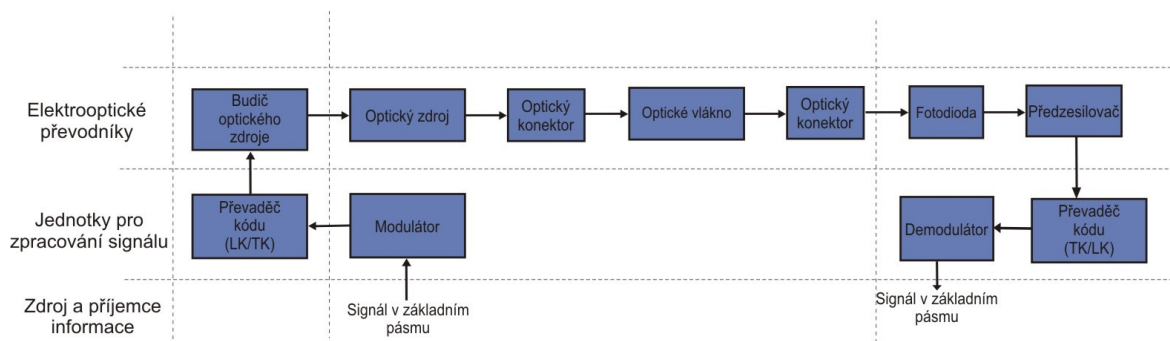 Elektrooptické
převodníky
Budič
optického
zdroje
Optický zdroj
Optický
konektor
Optické vlákno
Optický
konektor
Fotodioda
Předzesilovač
Jednotky pro
zpracování signálu
Převaděč
kódu
(LK/TK)
Modulátor
Demodulátor
Převaděč
kódu
(TK/LK)
Zdroj a příjemce
informace
Signál v základním
pásmu
Signál v základním
pásmu